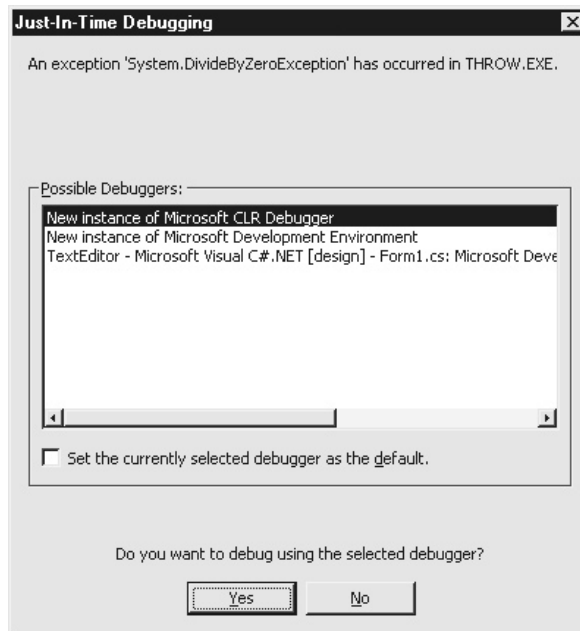 Just-In-Time Debugging
An exception 'System.DivideByZeroException' has occurred in THROW.EXE.
Possible Debuggers:
New instance of Microsoft CLR Debugger
New instance of Microsoft Development Environment
TextEditor - Microsoft Visual C#.NET [design] - Form1.cs: Microsoft Deve
Set the currently selected debugger as the default.
Do you want to debug using the selected debugger?
Yes
No